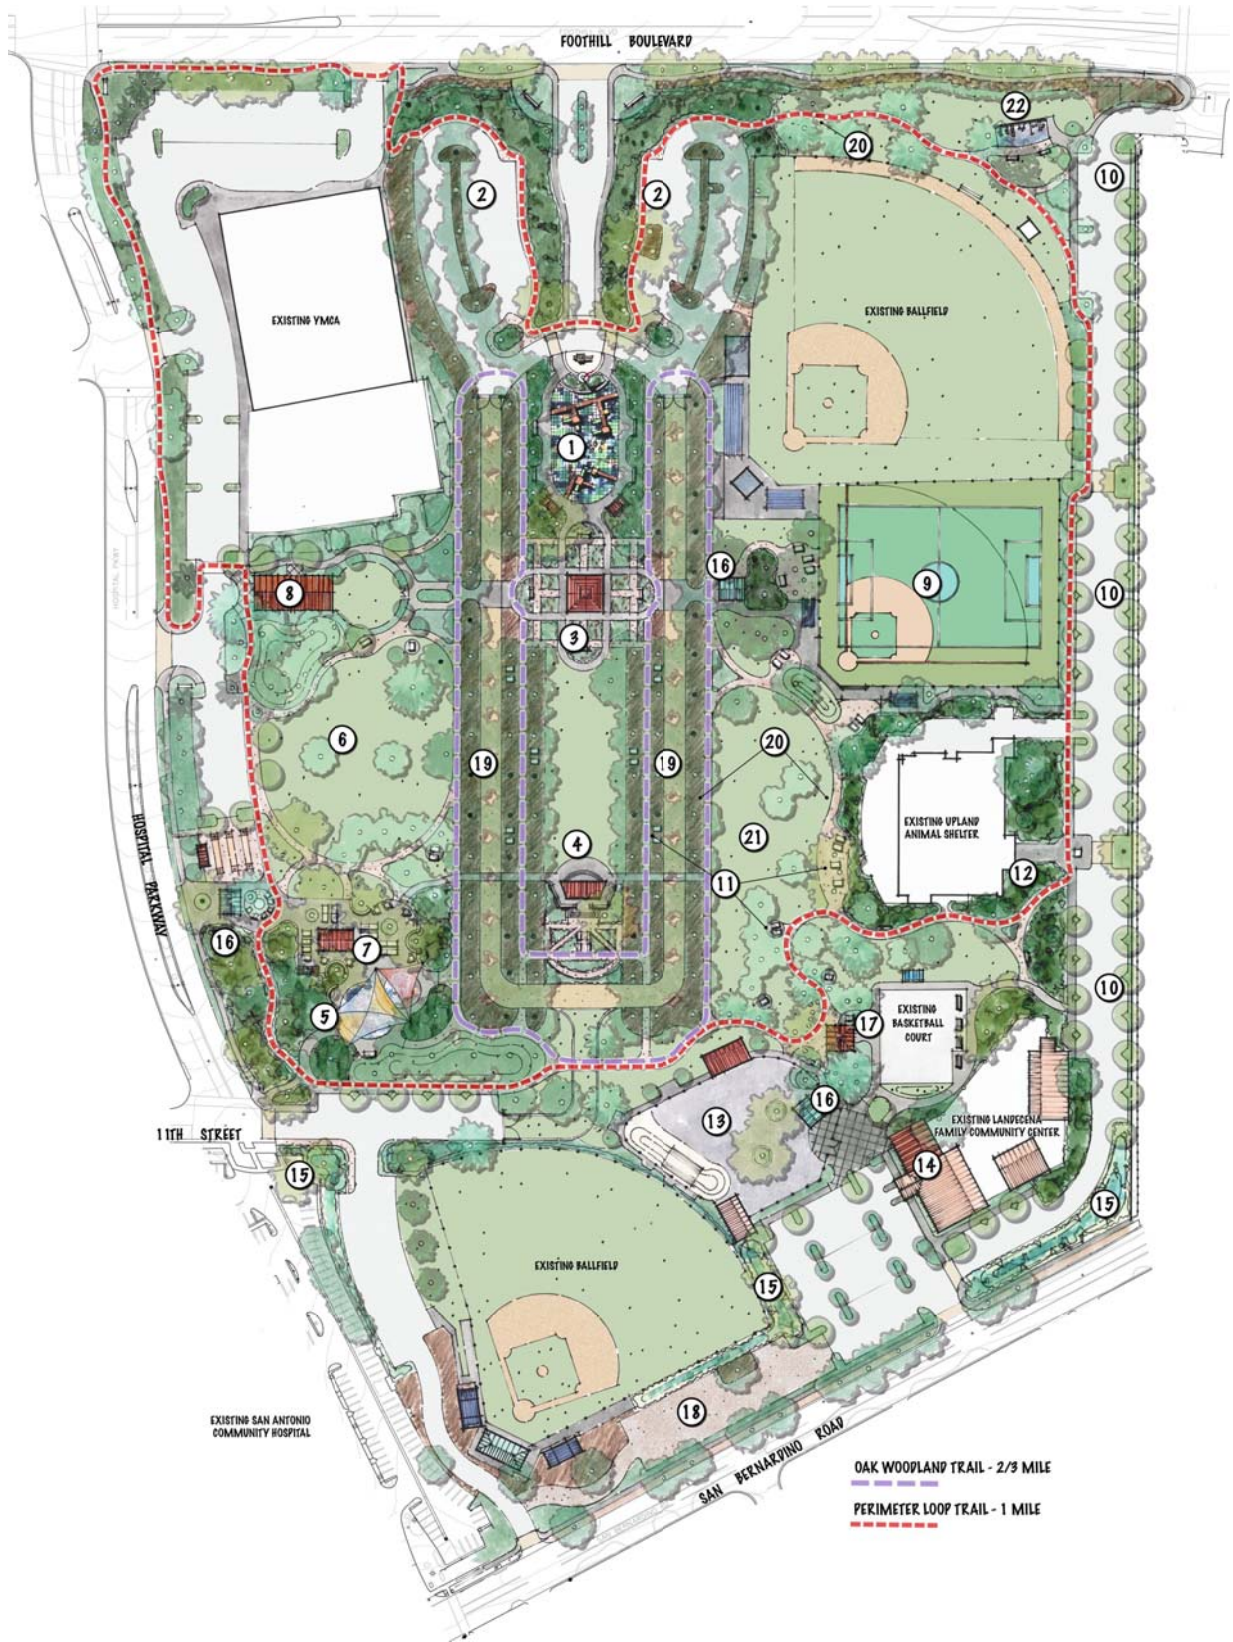 FOOTHILL BOULEVARD
22
20
10
2
2
EXISTING BALLFIELD
EXISTING YMCA
1
16
9
8
10
3
6
19
19
20
HOSPITAL PKWY
HOSPITAL PARKWAY
EXISTING UPLAND
ANIMAL SHELTER
21
4
11
12
16
7
5
10
EXISTING
BASKETBALL
COURT
17
16
13
11TH STREET
EXISTING LANDECENA
FAMILY COMMUNITY CENTER
14
15
15
EXISTING BALLFIELD
15
18
EXISTING SAN ANTONIO
COMMUNITY HOSPITAL
SAN BERNARDINO ROAD
OAK WOODLAND TRAIL - 2/3 MILE
PERIMETER LOOP TRAIL - 1 MILE